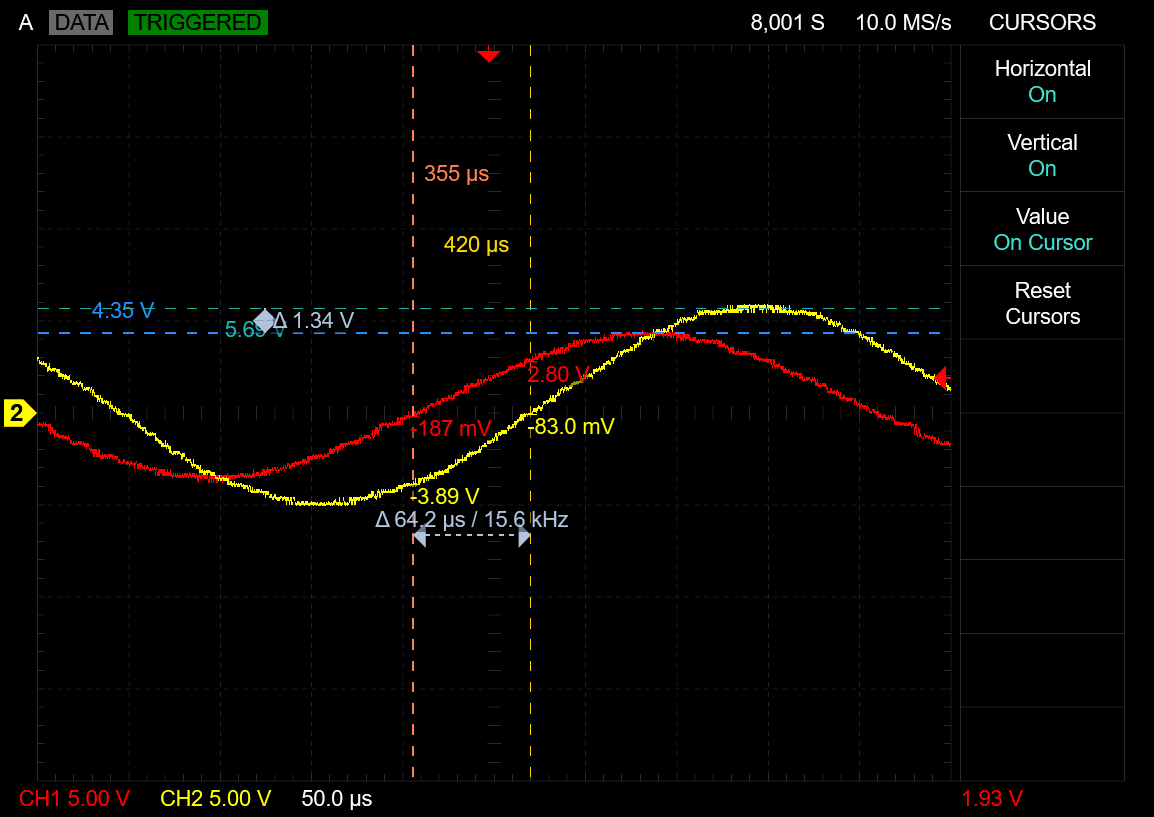 A DATA TRIGGERED 8,001 S 10.0 MS/s CURSORS
Horizontal
On
Vertical
On
355 µs
Value
On Cursor
420 µs
Reset
Cursors
4.35 V
Δ 1.34 V
5.69 V
2.80 V
2
-187 mV
-83.0 mV
-3.89 V
Δ 64.2 µs / 15.6 kHz
CH1 5.00 V CH2 5.00 V 50.0 µs 1.93 V